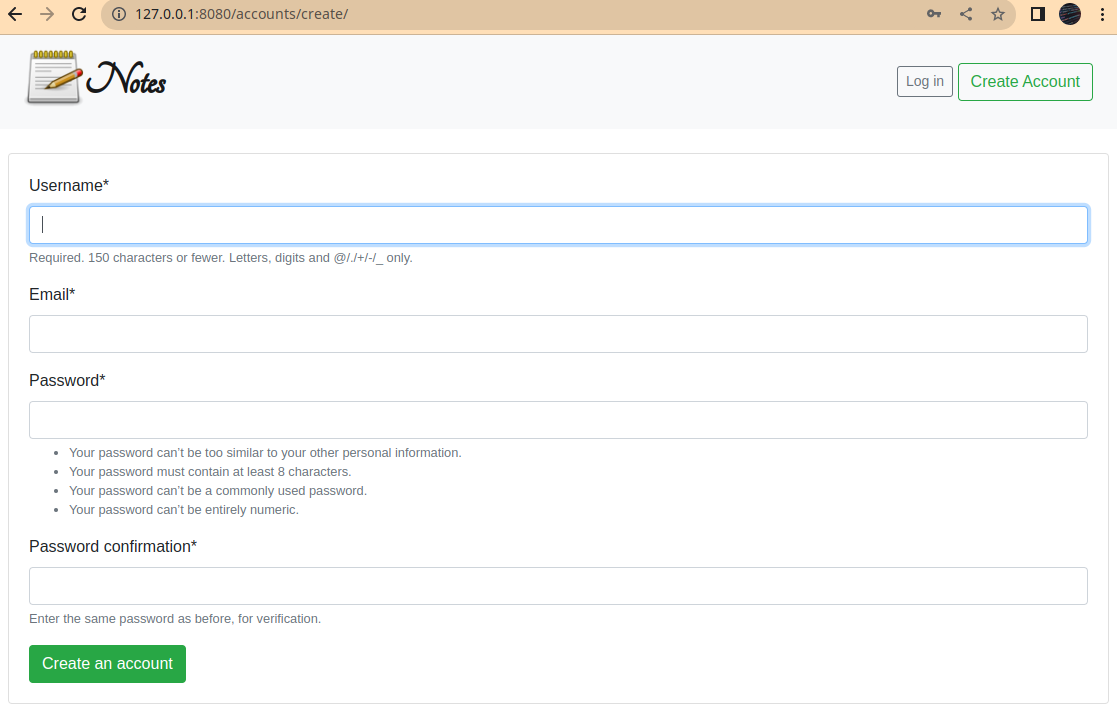 127.0.0.1:8080/accounts/create/
Notes
Log in
Create Account
Username*
Required. 150 characters or fewer. Letters, digits and @/./+/-/_ only.
Email*
Password*
Your password can’t be too similar to your other personal information.
Your password must contain at least 8 characters.
Your password can’t be a commonly used password.
Your password can’t be entirely numeric.
Password confirmation*
Enter the same password as before, for verification.
Create an account